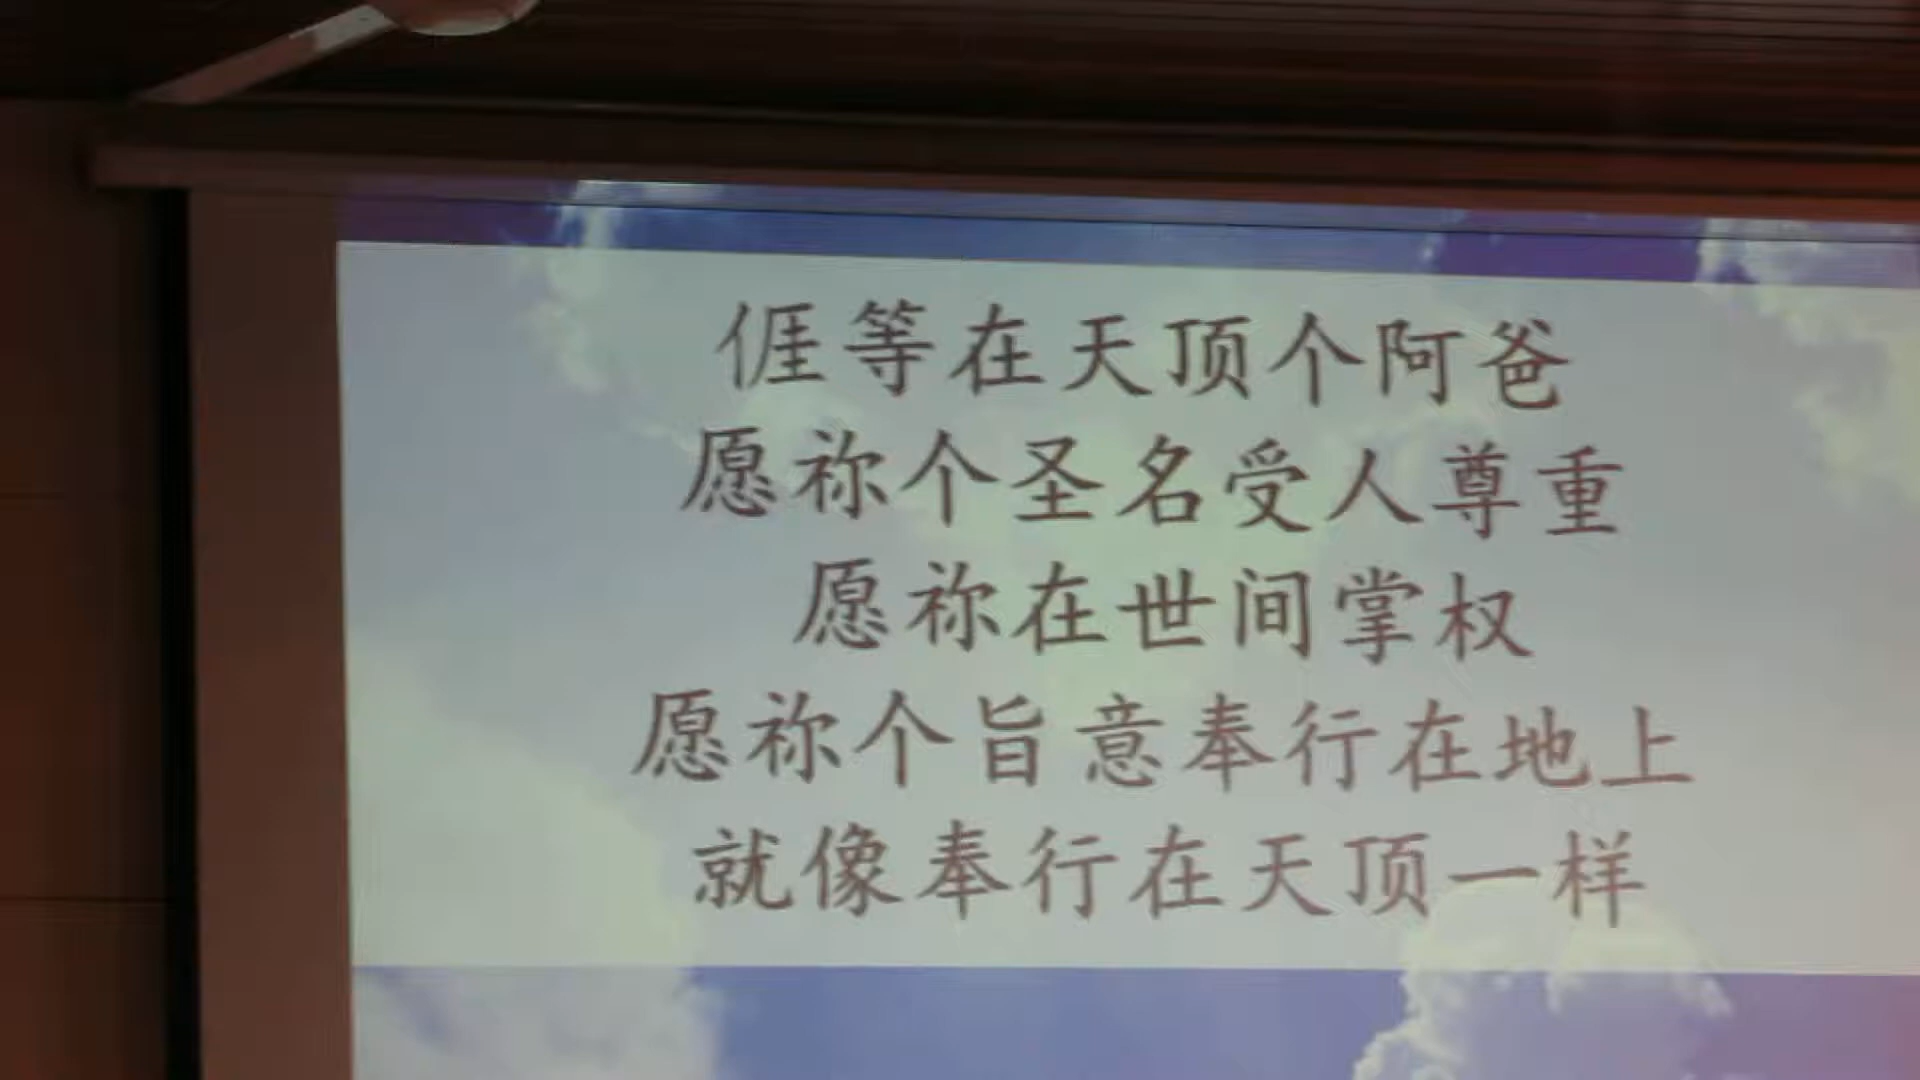 𠊎等在天顶个阿爸
愿祢个圣名受人尊重
愿祢在世间掌权
愿祢个旨意奉行在地上
就像奉行在天顶一样